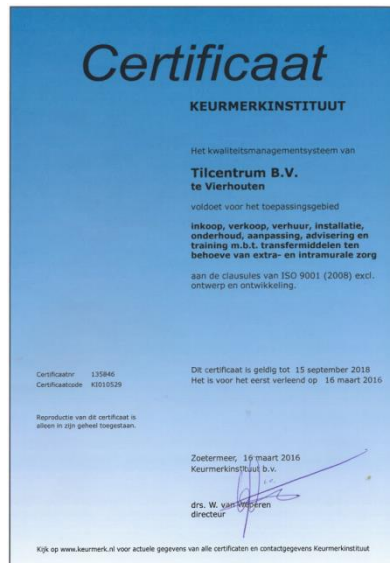 Certificaat
KEURMERKINSTITUUT
Het kwaliteitsmanagementsysteem van
Tilcentrum B.V.
te Vierhouten
voldoet voor het toepassingsgebied
inkoop, verkoop, verhuur, installatie,
onderhoud, aanpassing, advisering en
training m.b.t. transfermiddelen ten
behoeve van extra- en intramurale zorg
aan de clausules van ISO 9001 (2008) excl.
ontwerp en ontwikkeling.
Certificaatnr 135846
Certificaatcode KI010529
Dit certificaat is geldig tot 15 september 2018
Het is voor het eerst verleend op 16 maart 2016
Reproductie van dit certificaat is
alleen in zijn geheel toegestaan.
Zoetermeer, 16 maart 2016
Keurmerkinstituut b.v.
drs. W. van
directeur
Kijk op www.keurmerk.nl voor actuele gegevens van alle certificaten en contactgegevens Keurmerkinstituut